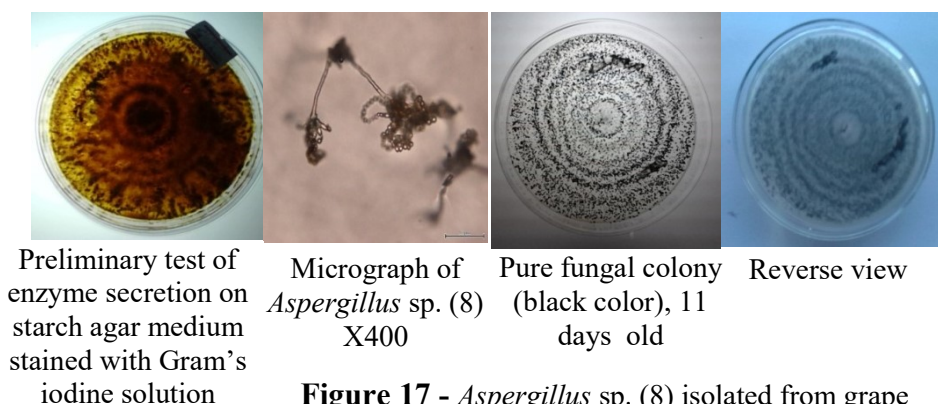 Preliminary test of
enzyme secretion on
starch agar medium
stained with Gram's
iodine solution
Micrograph of
Aspergillus sp. (8)
X400
Pure fungal colony
(black color), 11
days old
Reverse view
Figure 17 - Aspergillus sp. (8) isolated from grape